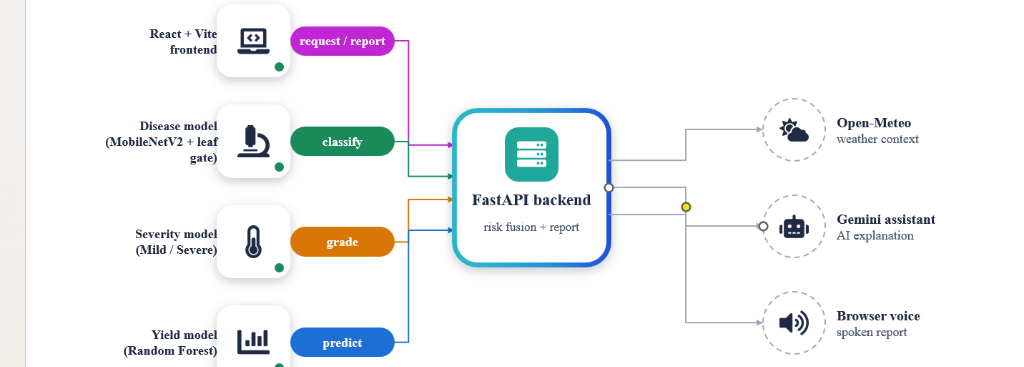 React + Vite
frontend
request / report
Disease model
(MobileNetV2 + leaf
gate)
classify
Severity model
(Mild / Severe)
grade
Yield model
(Random Forest)
predict
FastAPI backend
risk fusion + report
Open-Meteo
weather context
Gemini assistant
AI explanation
Browser voice
spoken report